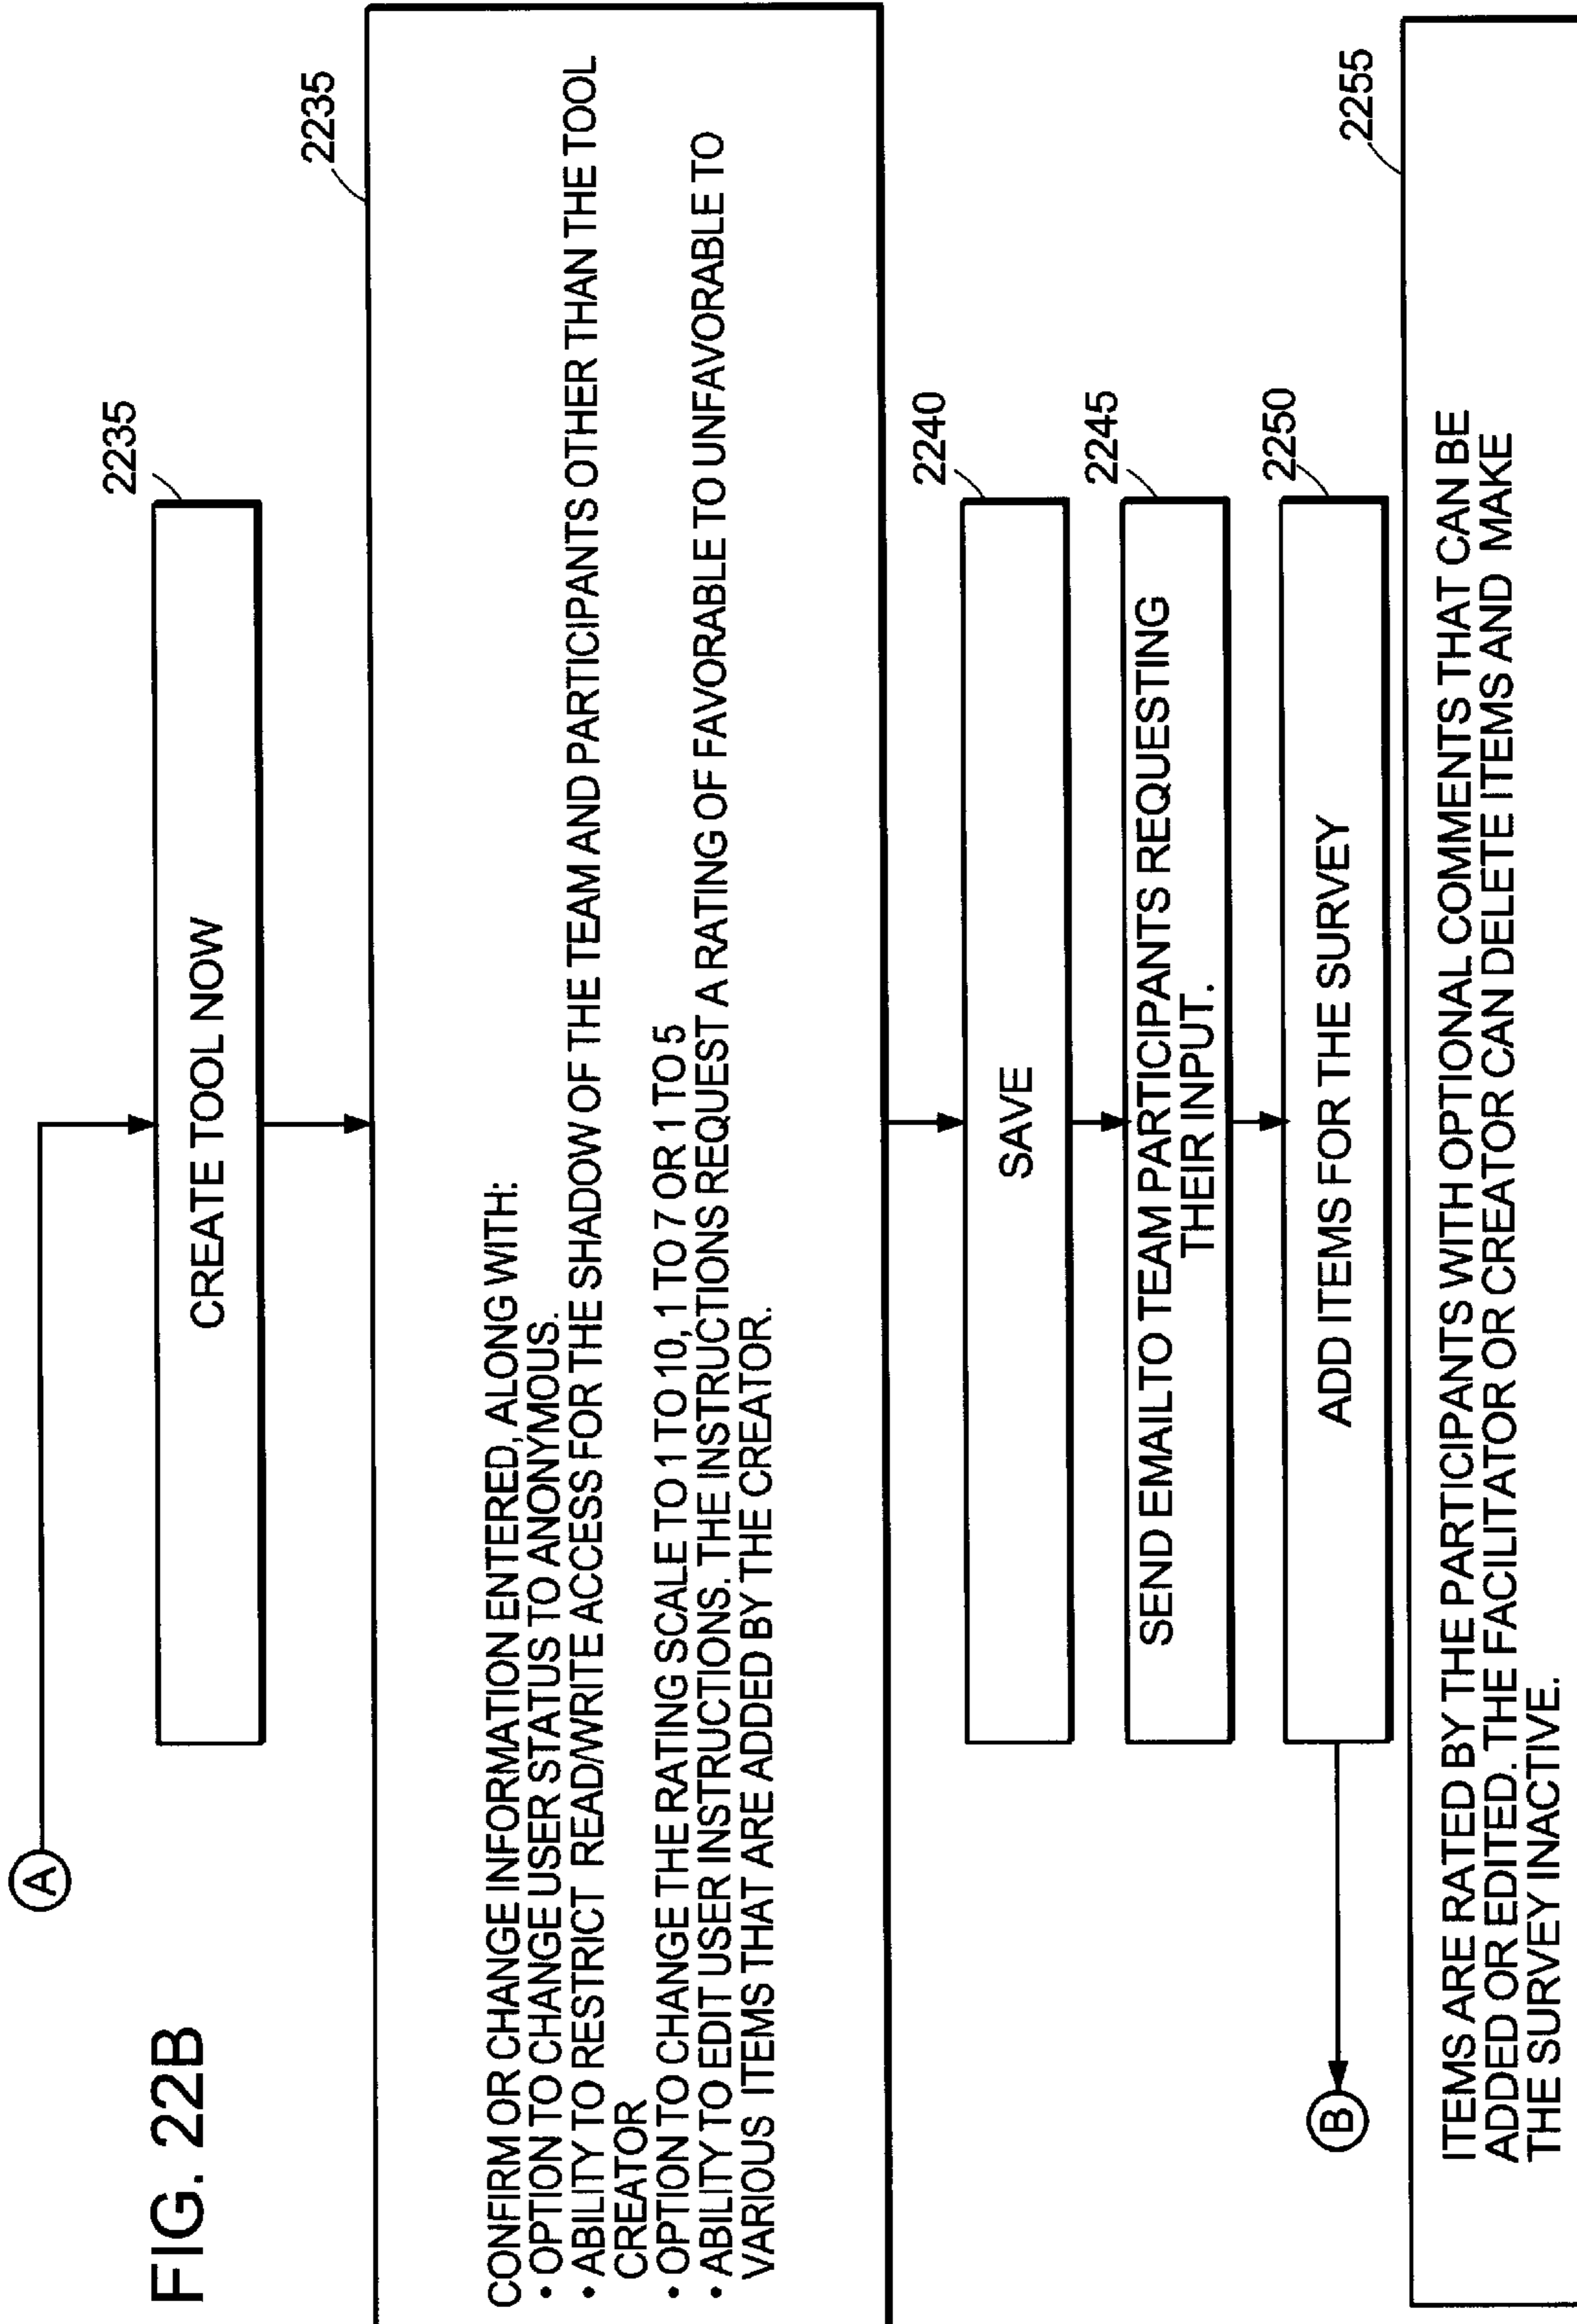 FIG. 22B
A
CREATE TOOL NOW
2235
2235
CONFIRM OR CHANGE INFORMATION ENTERED, ALONG WITH:
• OPTION TO CHANGE USER STATUS TO ANONYMOUS.
• ABILITY TO RESTRICT READ/WRITE ACCESS FOR THE SHADOW OF THE TEAM AND PARTICIPANTS OTHER THAN THE TOOL
CREATOR
• OPTION TO CHANGE THE RATING SCALE TO 1 TO 10, 1 TO 7 OR 1 TO 5
• ABILITY TO EDIT USER INSTRUCTIONS. THE INSTRUCTIONS REQUEST A RATING OF FAVORABLE TO UNFAVORABLE TO
VARIOUS ITEMS THAT ARE ADDED BY THE CREATOR.
2240
SAVE
2245
SEND EMAIL TO TEAM PARTICIPANTS REQUESTING
THEIR INPUT.
2250
ADD ITEMS FOR THE SURVEY
B
2255
ITEMS ARE RATED BY THE PARTICIPANTS WITH OPTIONAL COMMENTS THAT CAN BE
ADDED OR EDITED. THE FACILITATOR OR CREATOR CAN DELETE ITEMS AND MAKE
THE SURVEY INACTIVE.